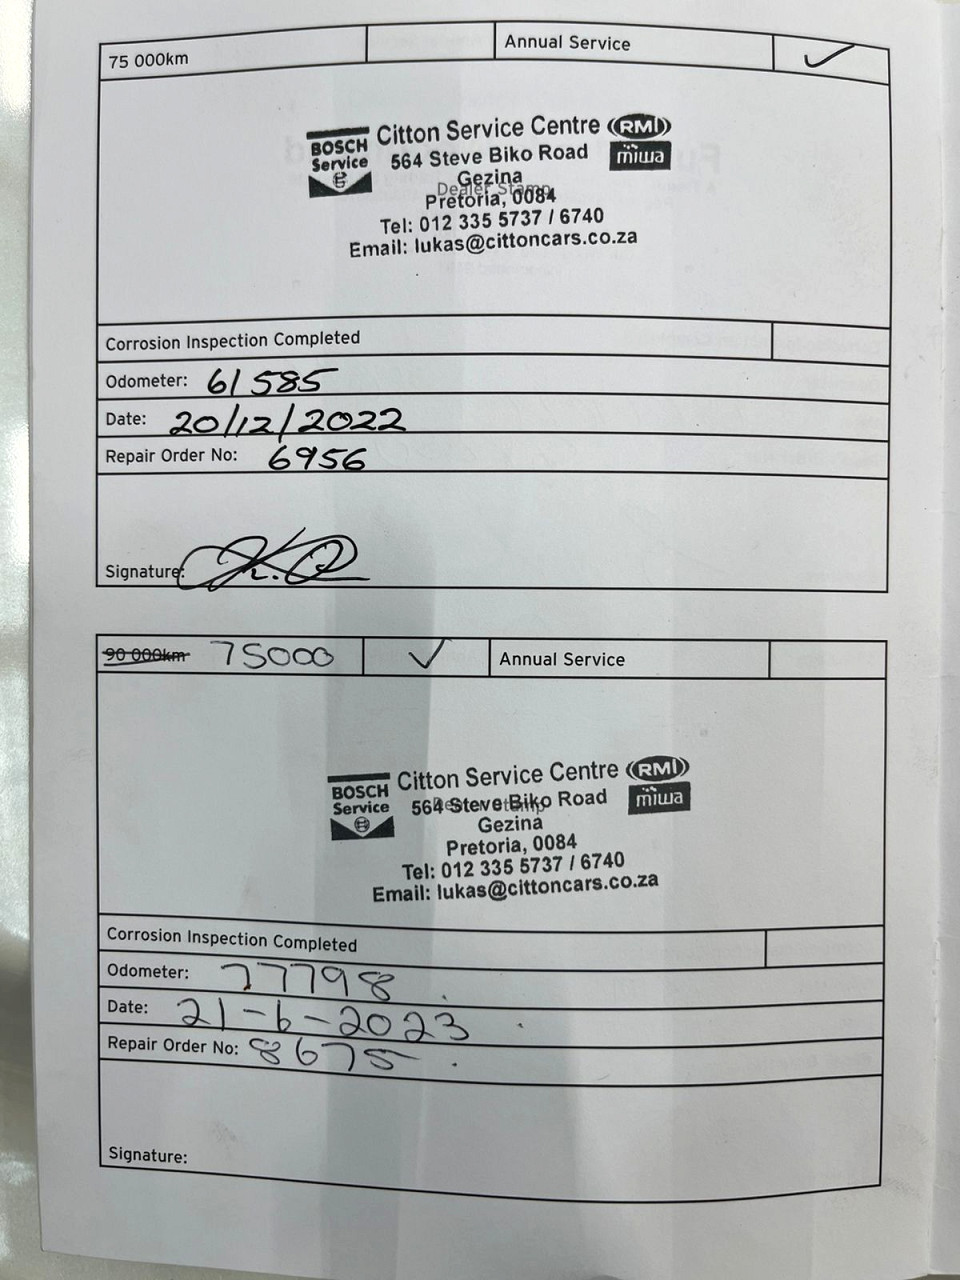 75 000km Annual Service ✓
BOSCH Service
Citton Service Centre RMI
564 Steve Biko Road miwa
Gezina
Dealer Stamp
Pretoria, 0084
Tel: 012 335 5737 / 6740
Email: lukas@cittoncars.co.za
Corrosion Inspection Completed
Odometer: 61585
Date: 20/12/2022
Repair Order No: 6956
Signature:
90 000km 75000 ✓ Annual Service
BOSCH Service
Citton Service Centre RMI
564 Steve Biko Road miwa
Dealer Stamp
Gezina
Pretoria, 0084
Tel: 012 335 5737 / 6740
Email: lukas@cittoncars.co.za
Corrosion Inspection Completed
Odometer: 77798
Date: 21-6-2023
Repair Order No: 8675
Signature: